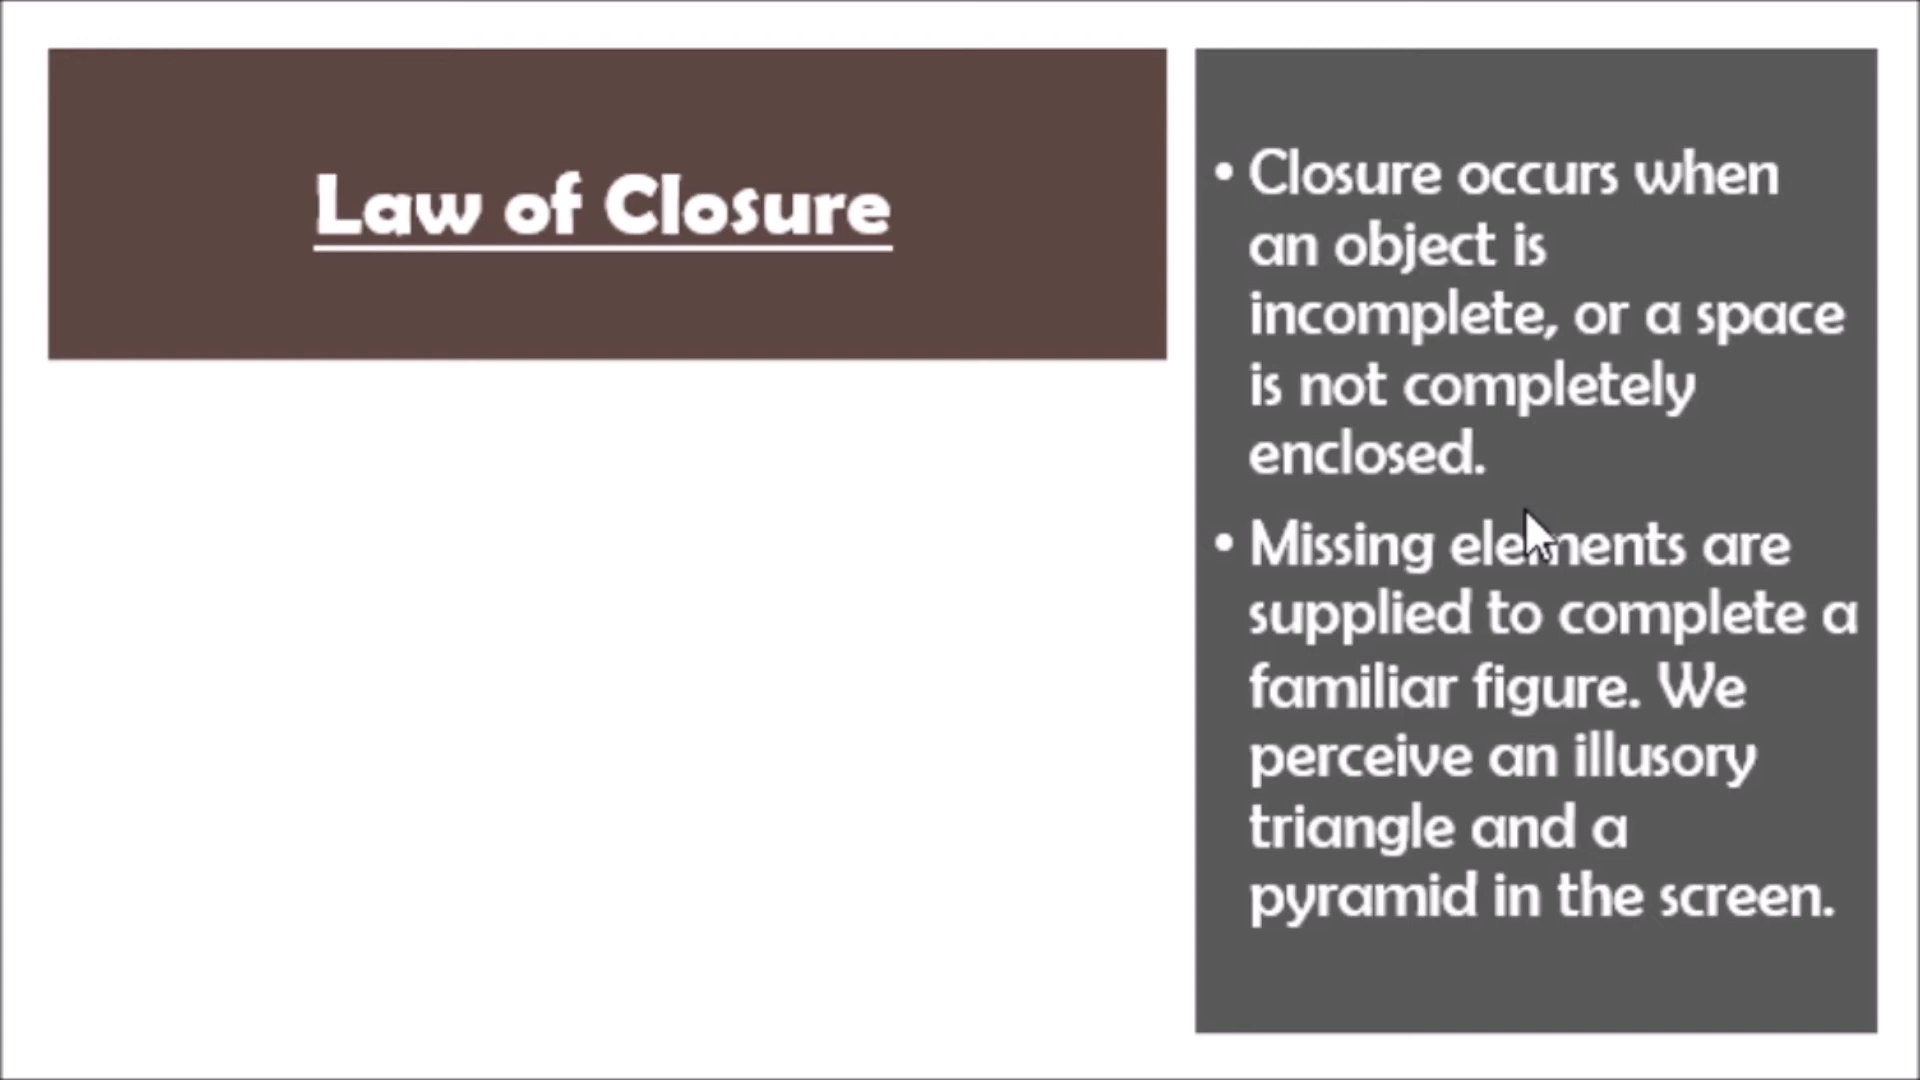 Law of Closure
• Closure occurs when
an object is
incomplete, or a space
is not completely
enclosed.
• Missing elements are
supplied to complete a
familiar figure. We
perceive an illusory
triangle and a
pyramid in the screen.